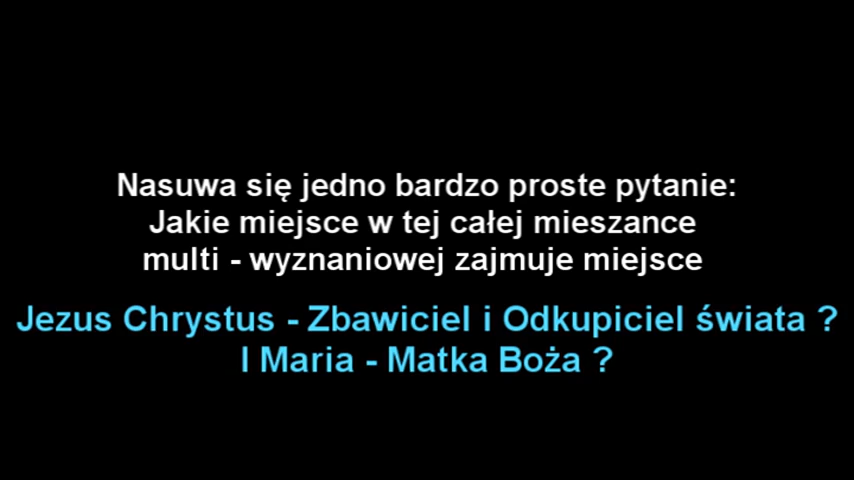 Nasuwa się jedno bardzo proste pytanie:
Jakie miejsce w tej całej mieszance
multi - wyznaniowej zajmuje miejsce
Jezus Chrystus - Zbawiciel i Odkupiciel świata ?
I Maria - Matka Boża ?